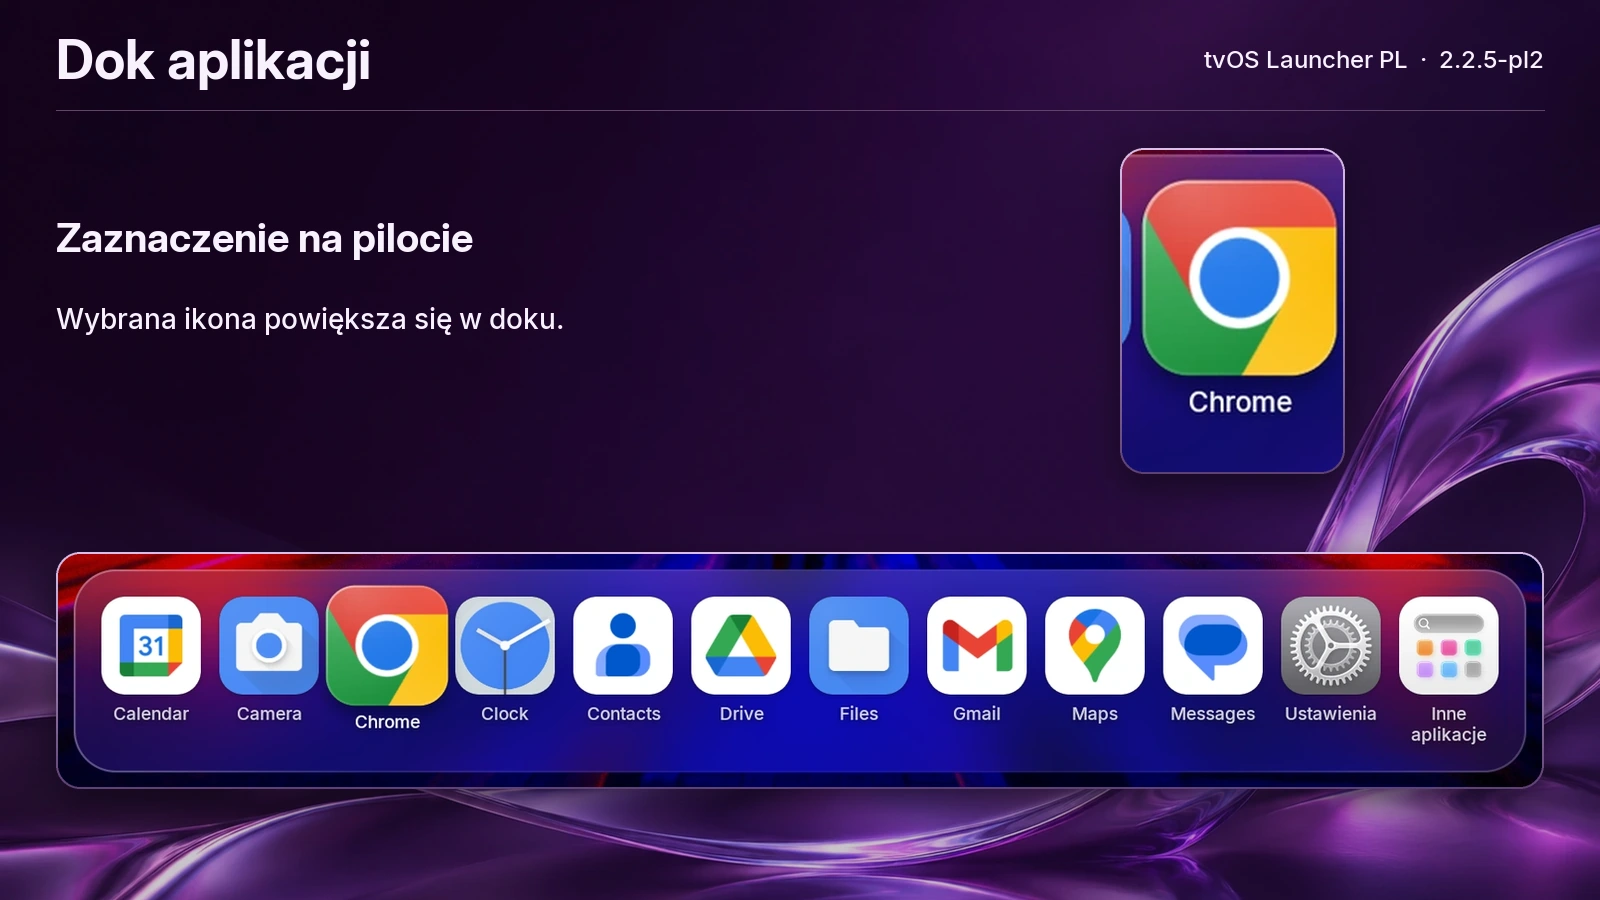 Dok aplikacji
tvOS Launcher PL · 2.2.5-pl2
Zaznaczenie na pilocie
Wybrana ikona powiększa się w doku.
Chrome
31
Calendar
Camera
Chrome
Clock
Contacts
Drive
Files
Gmail
Maps
Messages
Ustawienia
Inne
aplikacje